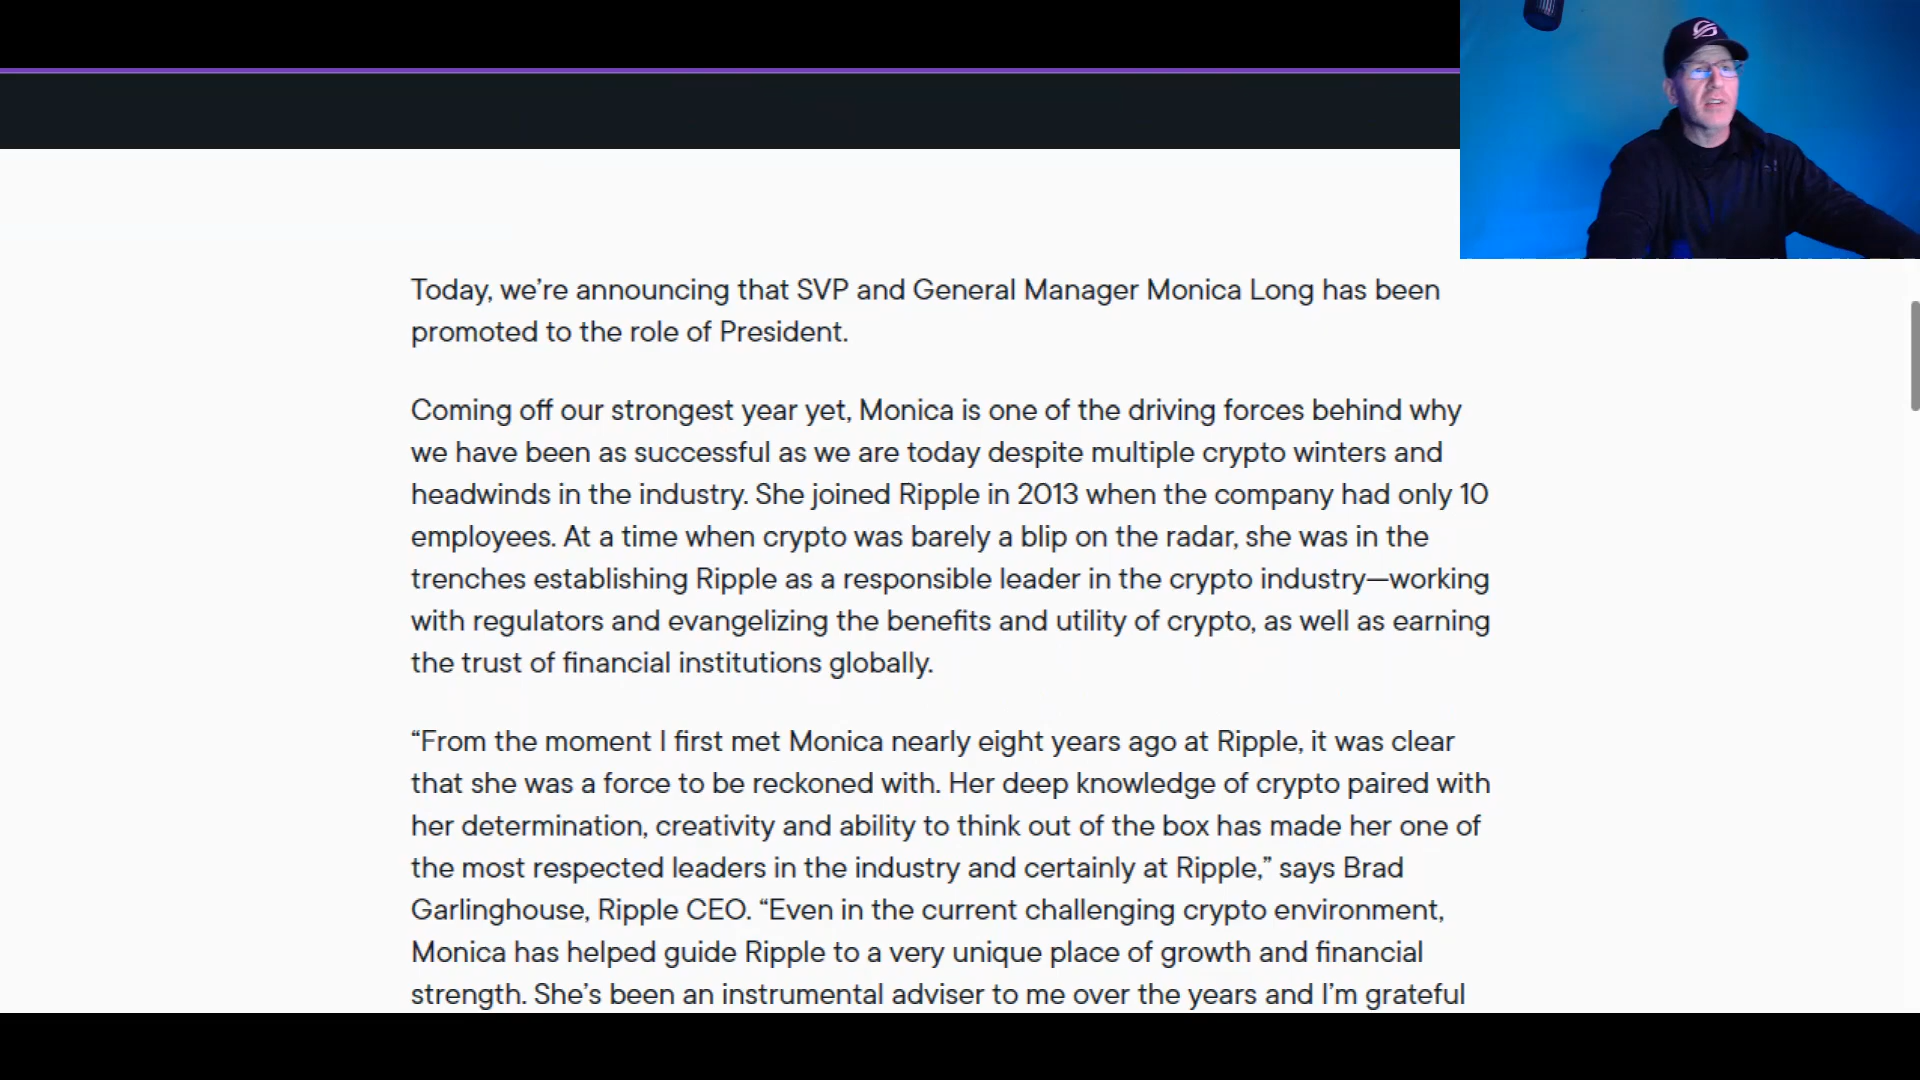 Today, we’re announcing that SVP and General Manager Monica Long has been
promoted to the role of President.
Coming off our strongest year yet, Monica is one of the driving forces behind why
we have been as successful as we are today despite multiple crypto winters and
headwinds in the industry. She joined Ripple in 2013 when the company had only 10
employees. At a time when crypto was barely a blip on the radar, she was in the
trenches establishing Ripple as a responsible leader in the crypto industry—working
with regulators and evangelizing the benefits and utility of crypto, as well as earning
the trust of financial institutions globally.
“From the moment I first met Monica nearly eight years ago at Ripple, it was clear
that she was a force to be reckoned with. Her deep knowledge of crypto paired with
her determination, creativity and ability to think out of the box has made her one of
the most respected leaders in the industry and certainly at Ripple,” says Brad
Garlinghouse, Ripple CEO. “Even in the current challenging crypto environment,
Monica has helped guide Ripple to a very unique place of growth and financial
strength. She’s been an instrumental adviser to me over the years and I’m grateful